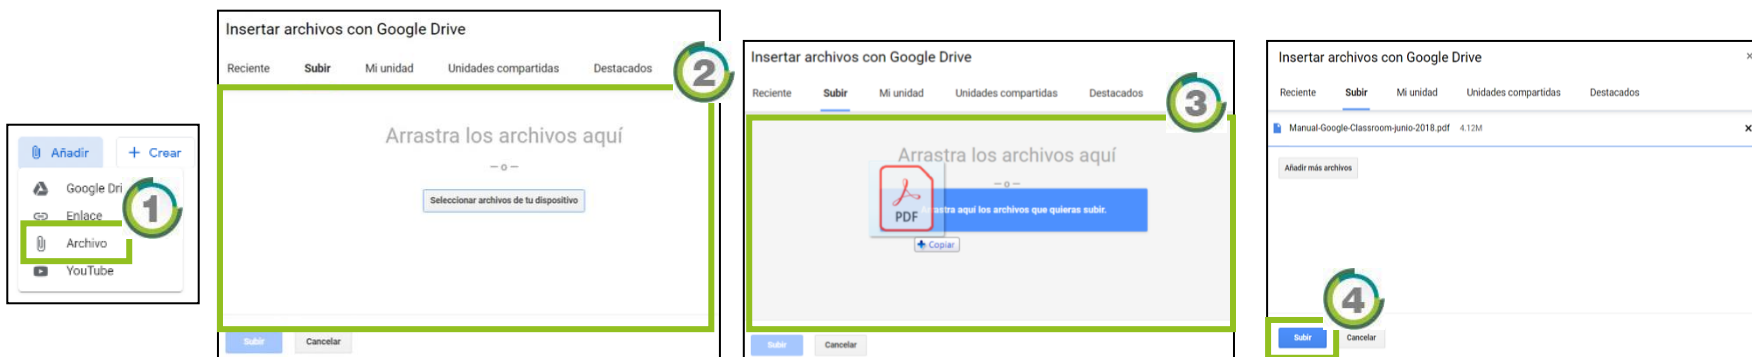 Añadir
+ Crear
Google Dri
Enlace
Archivo
YouTube
1
Insertar archivos con Google Drive
Reciente Subir Mi unidad Unidades compartidas Destacados
2
Arrastra los archivos aquí
— o —
Seleccionar archivos de tu dispositivo
Subir Cancelar
Insertar archivos con Google Drive
Reciente Subir Mi unidad Unidades compartidas Destacados
3
Arrastra los archivos aquí
— o —
astra aquí los archivos que quieras subir.
PDF
Copiar
Subir Cancelar
Insertar archivos con Google Drive
Reciente Subir Mi unidad Unidades compartidas Destacados
Manual-Google-Classroom-junio-2018.pdf 4.12M
Añadir más archivos
4
Subir Cancelar